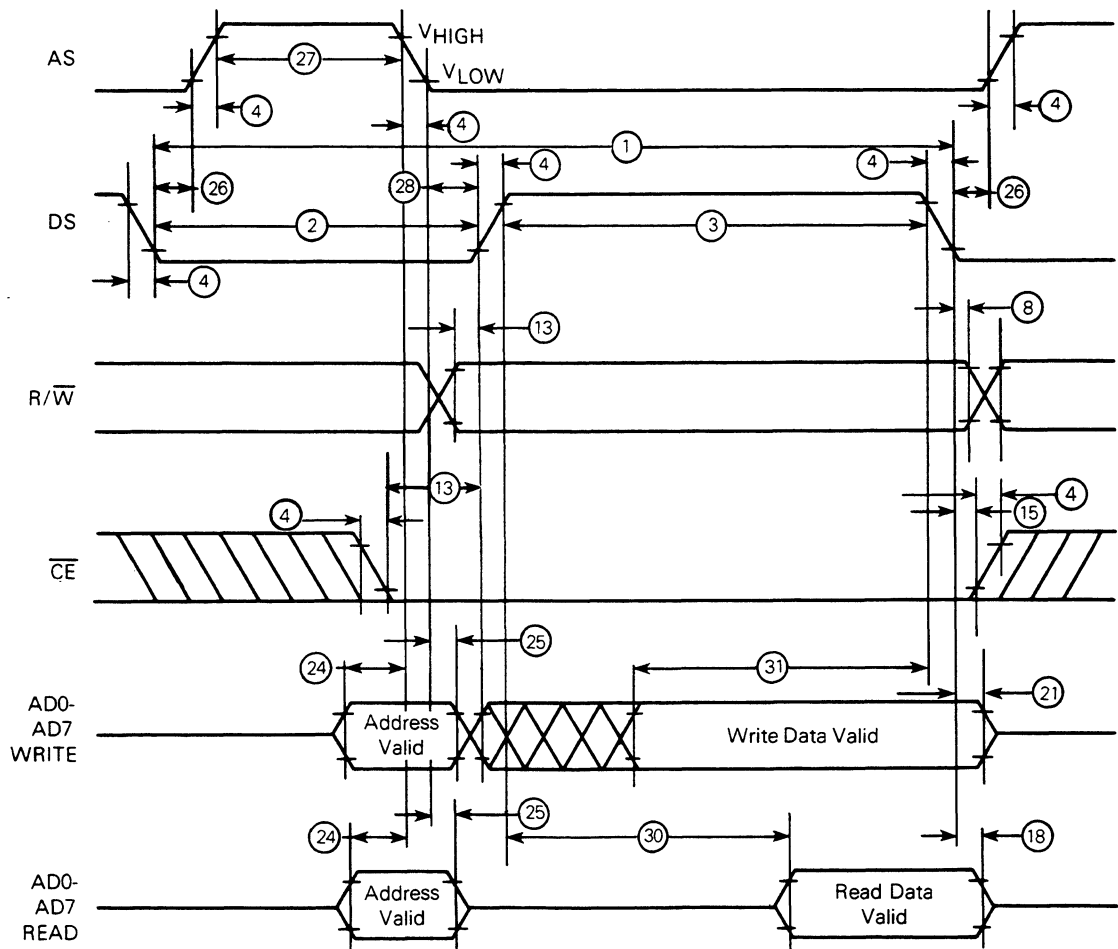 AS
VHIGH
27
VLOW
4
4
4
1
4
4
26
28
26
DS
2
3
4
13
8
R/W̅
13
4
4
15
C̅E̅
25
24
31
21
AD0-
AD7
WRITE
Address
Valid
Write Data Valid
24
25
30
18
AD0-
AD7
READ
Address
Valid
Read Data
Valid